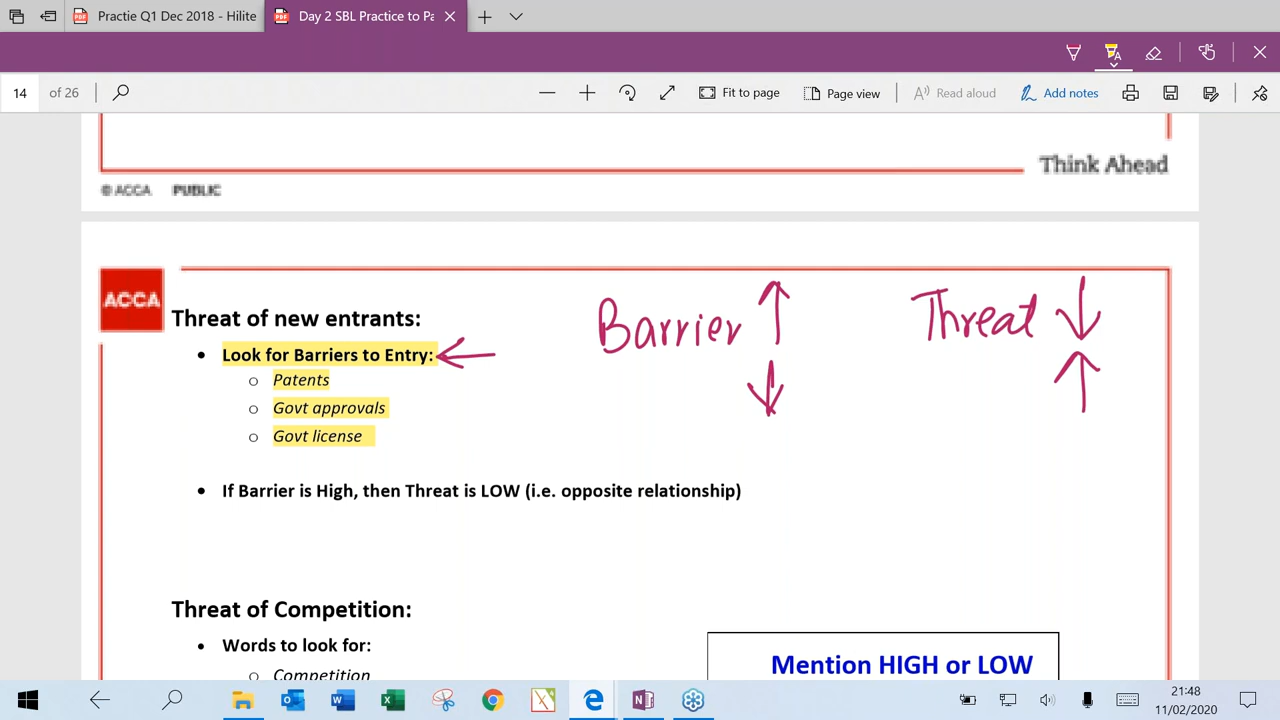 Practie Q1 Dec 2018 - Hilite
Day 2 SBL Practice to Pa
14 of 26
Fit to page
Page view
Read aloud
Add notes
Think Ahead
© ACCA PUBLIC
ACCA
Threat of new entrants:
Barrier
Threat
Look for Barriers to Entry:
Patents
Govt approvals
Govt license
If Barrier is High, then Threat is LOW (i.e. opposite relationship)
Threat of Competition:
Words to look for:
Competition
Mention HIGH or LOW
21:48
11/02/2020